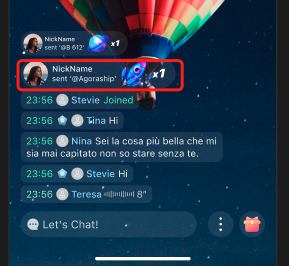 NickName
sent '@B 612' x1
NickName
sent '@Agoraship' x1
23:56 Stevie Joined
23:56 Tina Hi
23:56 Nina Sei la cosa più bella che mi
sia mai capitato non so stare senza te.
23:56 Stevie Hi
23:56 Teresa 8"
Let's Chat!